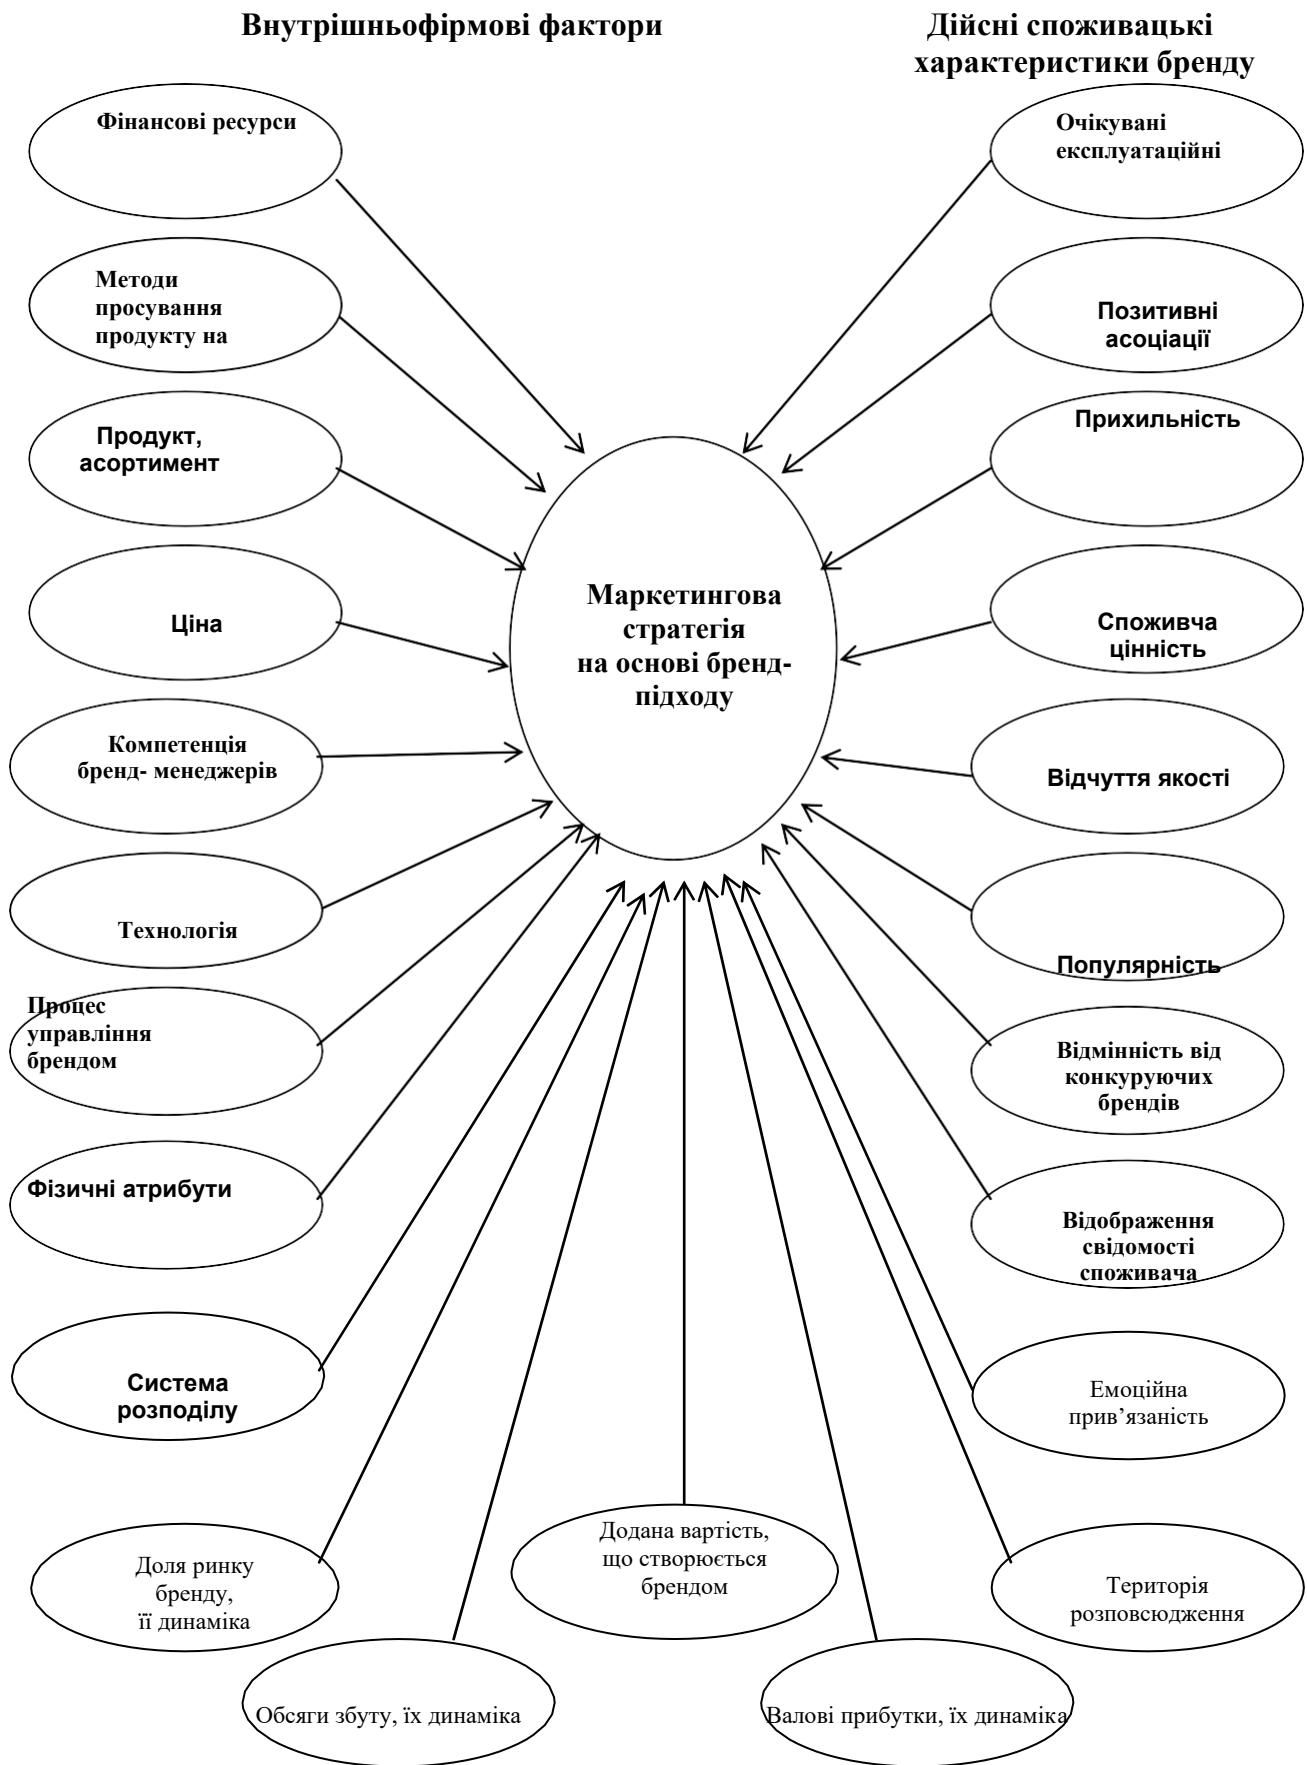 Внутрішньофірмові фактори
Дійсні споживацькі
характеристики бренду
Фінансові ресурси
Методи
просування
продукту на
Продукт,
асортимент
Ціна
Компетенція
бренд- менеджерів
Технологія
Процес
управління
брендом
Фізичні атрибути
Система
розподілу
Маркетингова
стратегія
на основі бренд-
підходу
Очікувані
експлуатаційні
Позитивні
асоціації
Прихильність
Споживча
цінність
Відчуття якості
Популярність
Відмінність від
конкуруючих
брендів
Відображення
свідомості
споживача
Емоційна
прив’язаність
Доля ринку
бренду,
її динаміка
Обсяги збуту, їх динаміка
Додана вартість,
що створюється
брендом
Валові прибутки, їх динаміка
Територія
розповсюдження